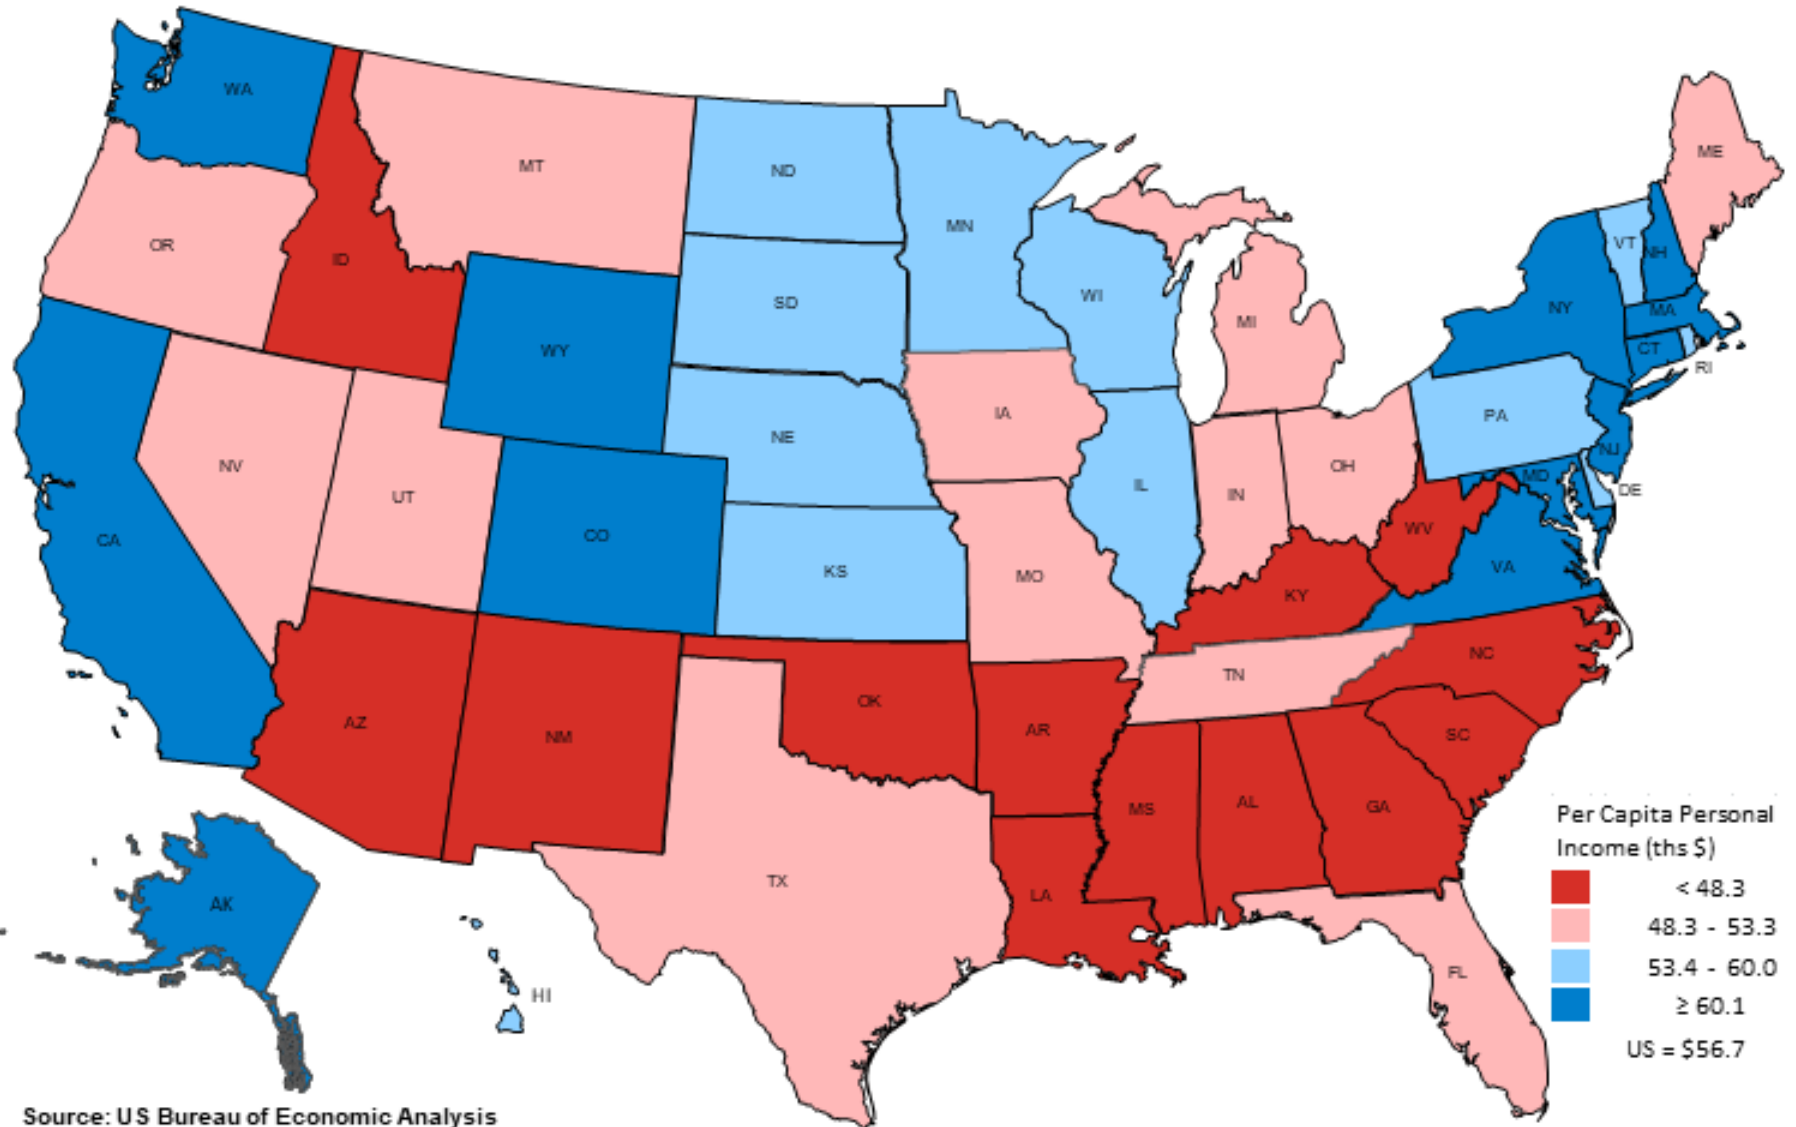 WA
MT
ND
MN
ME
OR
ID
SD
WI
VT
NH
NY
MA
MI
CT
RI
WY
NE
IA
PA
NJ
NV
UT
IL
IN
OH
MD
DE
CA
CO
KS
MO
WV
VA
KY
NC
TN
AZ
NM
OK
AR
SC
MS
AL
GA
TX
LA
FL
AK
HI
Per Capita Personal
Income (ths $)
< 48.3
48.3 - 53.3
53.4 - 60.0
≥ 60.1
US = $56.7
Source: US Bureau of Economic Analysis